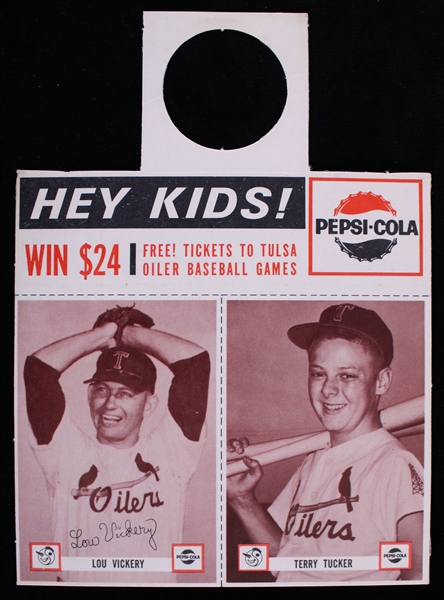 HEY KIDS!
PEPSI-COLA
WIN $24
FREE! TICKETS TO TULSA
OILER BASEBALL GAMES
T
Oilers
Lou Vickery
LOU VICKERY
PEPSI-COLA
T
Oilers
TERRY TUCKER
PEPSI-COLA